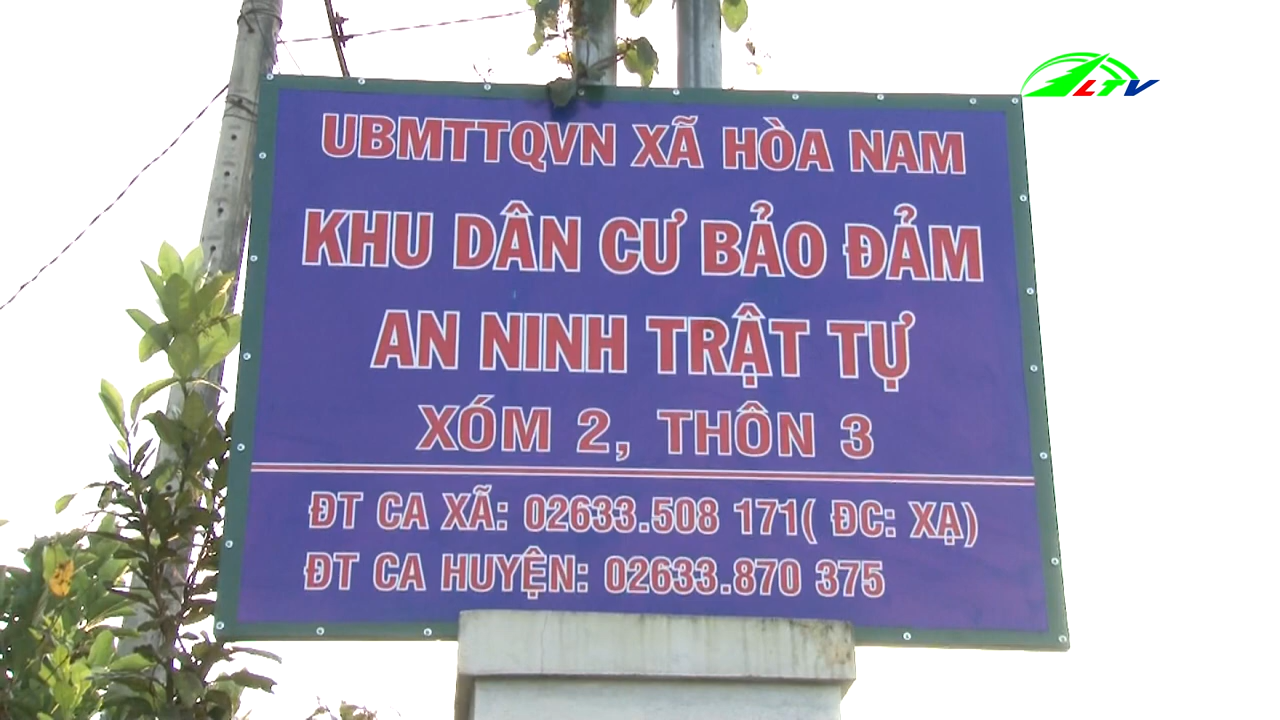 UBMTTQVN XÃ HÒA NAM
KHU DÂN CƯ BẢO ĐẢM
AN NINH TRẬT TỰ
XÓM 2, THÔN 3
ĐT CA XÃ: 02633.508 171( ĐC: XẠ)
ĐT CA HUYỆN: 02633.870 375
LTV